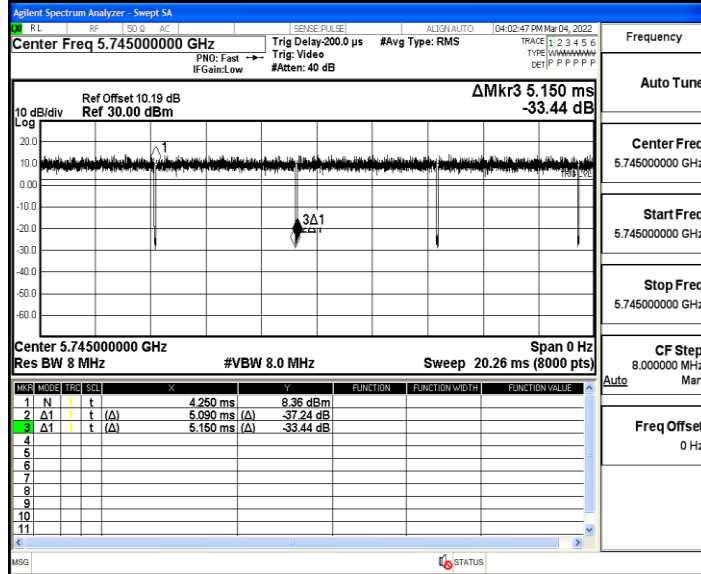 Agilent Spectrum Analyzer - Swept SA
RL RF 50 Ω AC SENSE:PULSE ALIGN AUTO 04:02:47 PM Mar 04, 2022
Center Freq 5.745000000 GHz
PNO: Fast
IFGain:Low
Trig Delay-200.0 µs
Trig: Video
#Atten: 40 dB
#Avg Type: RMS
TRACE 1 2 3 4 5 6
TYPE
DET P P P P P P
ΔMkr3 5.150 ms
-33.44 dB
Ref Offset 10.19 dB
10 dB/div Ref 30.00 dBm
Log
20.0
10.0
0.00
-20.0
-20.0
-30.0
-40.0
-50.0
-60.0
1
TRIG LVL
3Δ1
Center 5.745000000 GHz Span 0 Hz
Res BW 8 MHz #VBW 8.0 MHz Sweep 20.26 ms (8000 pts)
MKR MODE TRC SCL X Y FUNCTION FUNCTION WIDTH FUNCTION VALUE
1 N 1 t 4.250 ms 8.36 dBm
2 Δ1 1 t (Δ) 5.090 ms (Δ) -37.24 dB
3 Δ1 1 t (Δ) 5.150 ms (Δ) -33.44 dB
4
5
6
7
8
9
10
11
MSG STATUS
Frequency
Auto Tune
Center Freq
5.745000000 GHz
Start Freq
5.745000000 GHz
Stop Freq
5.745000000 GHz
CF Step
8.000000 MHz
Auto Man
Freq Offset
0 Hz